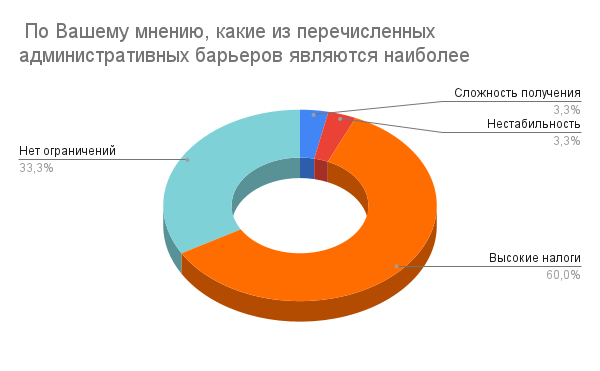 По Вашему мнению, какие из перечисленных
административных барьеров являются наиболее
Сложность получения
3,3%
Нестабильность
3,3%
Нет ограничений
33,3%
Высокие налоги
60,0%